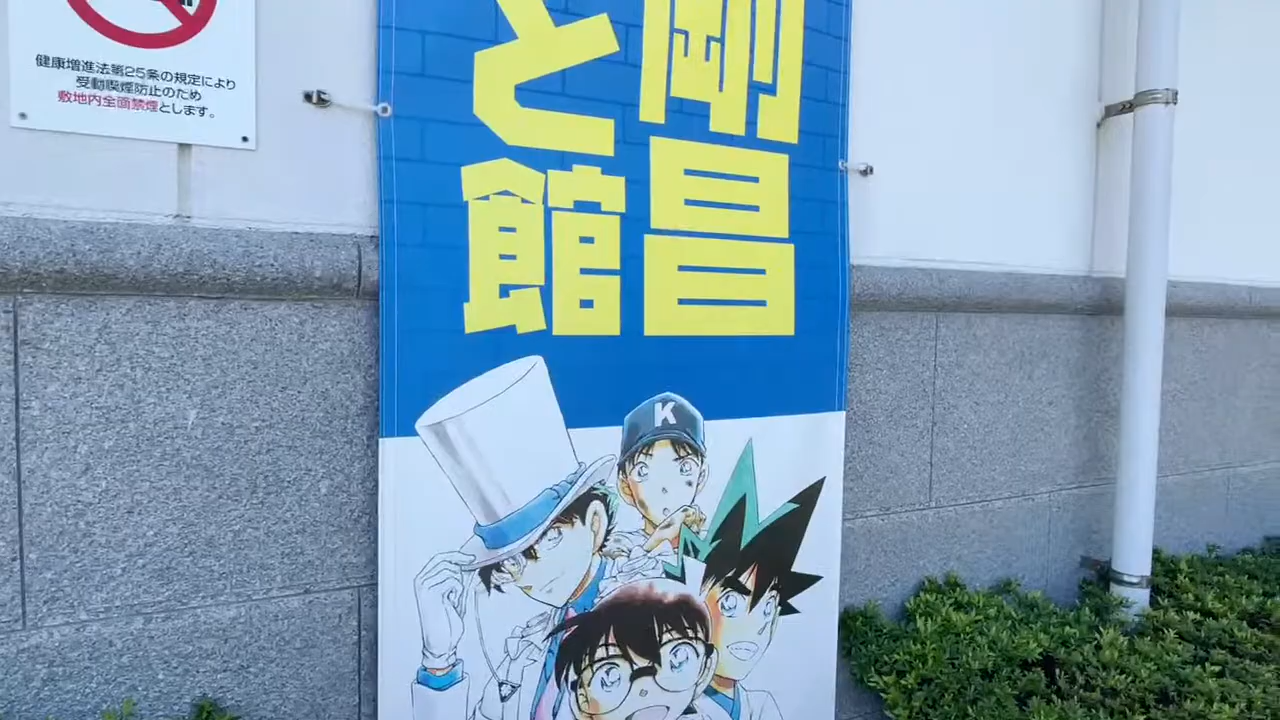 健康増進法第25条の規定により
受動喫煙防止のため
敷地内全面禁煙とします。
剛昌
と館
K